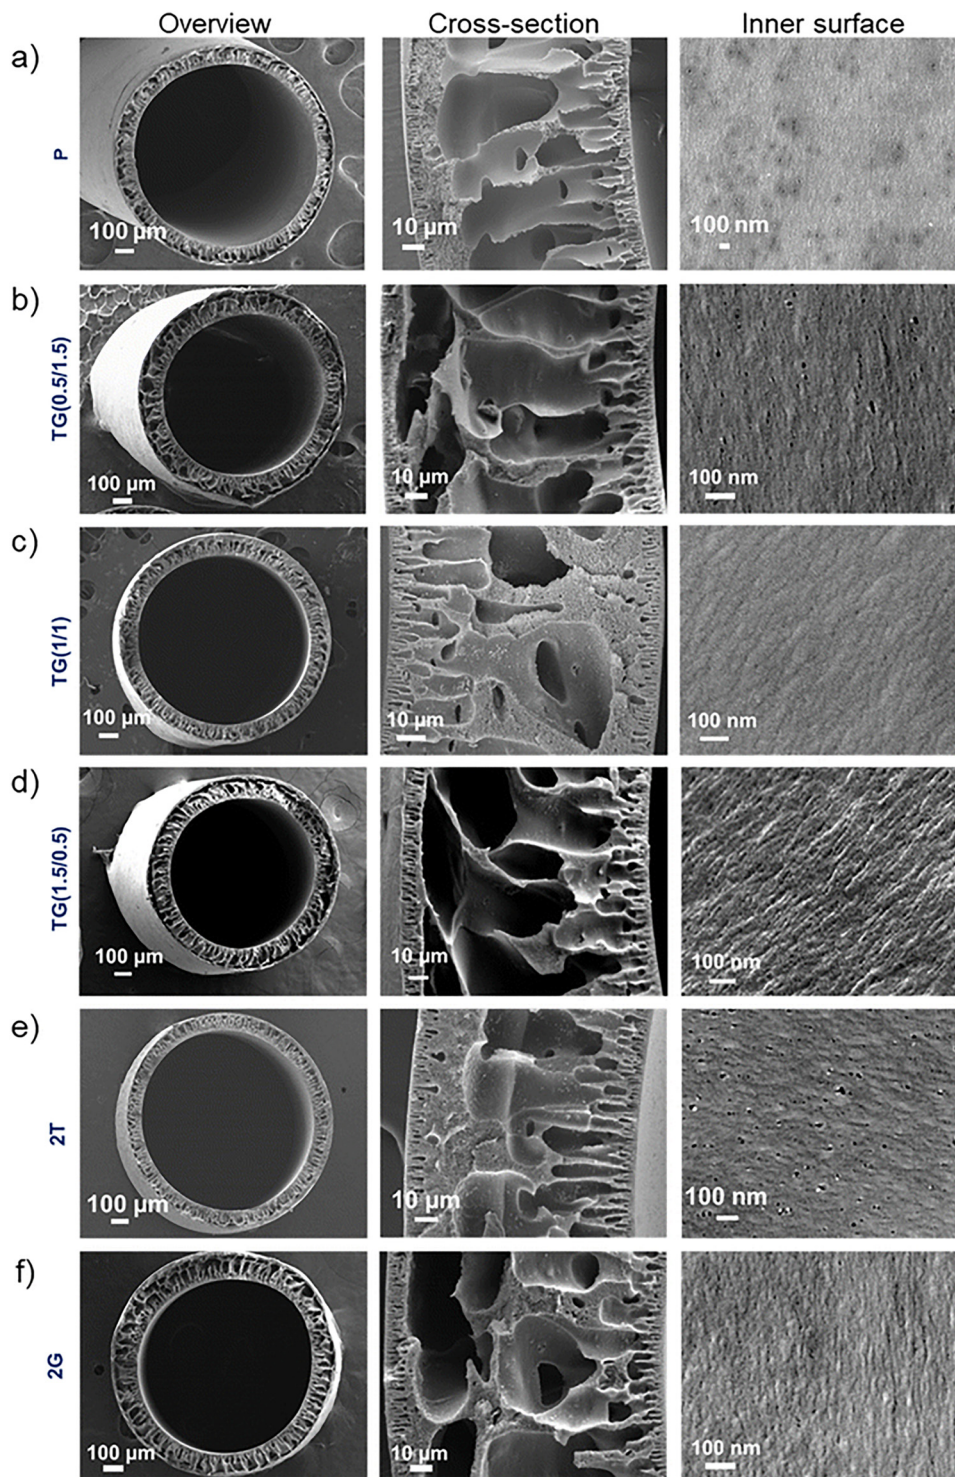 Overview Cross-section Inner surface
a)
P
100 µm
10 µm
100 nm
b)
TG(0.5/1.5)
100 µm
10 µm
100 nm
c)
TG(1/1)
100 µm
10 µm
100 nm
d)
TG(1.5/0.5)
100 µm
10 µm
100 nm
e)
2T
100 µm
10 µm
100 nm
f)
2G
100 µm
10 µm
100 nm